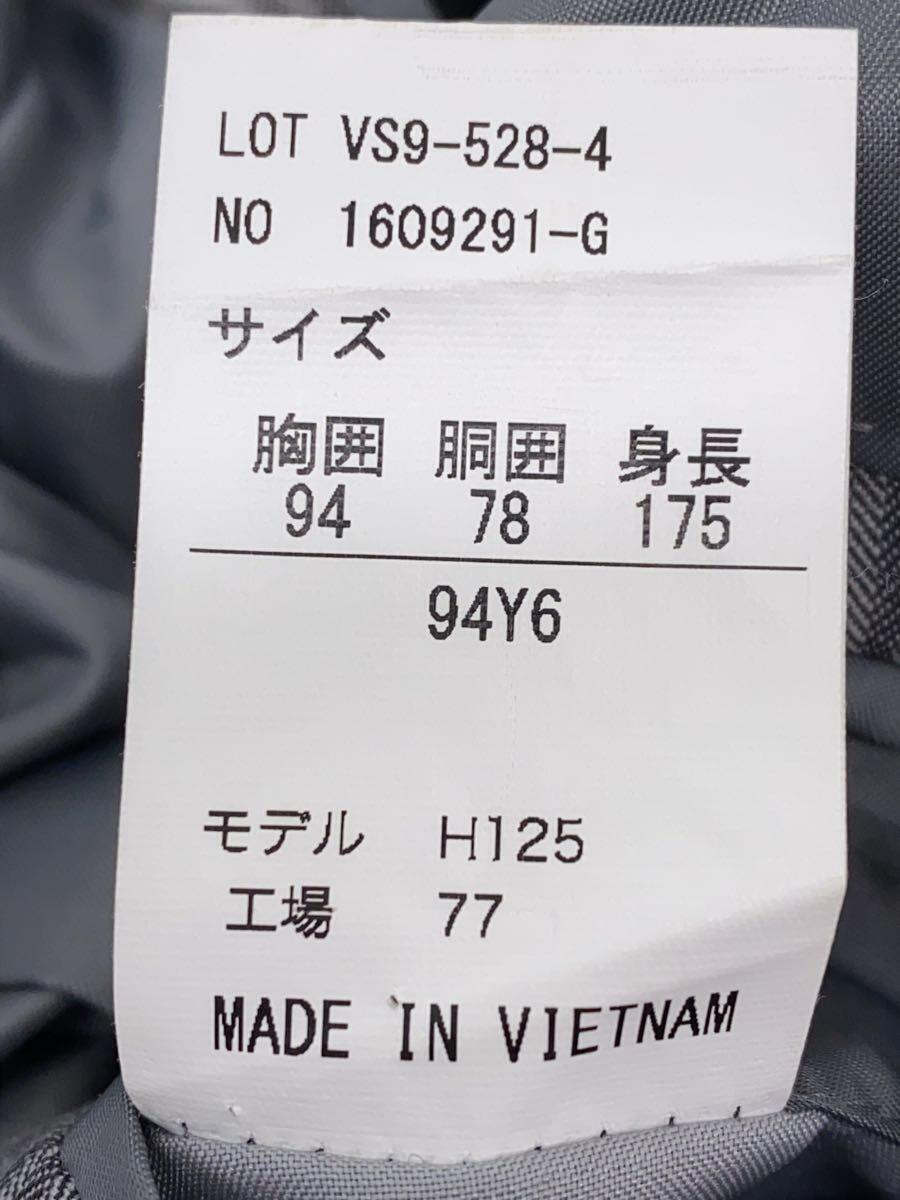 LOT VS9-528-4
NO 1609291-G
サイズ
胸囲 胴囲 身長
94 78 175
94Y6
モデル H125
工場 77
MADE IN VIETNAM